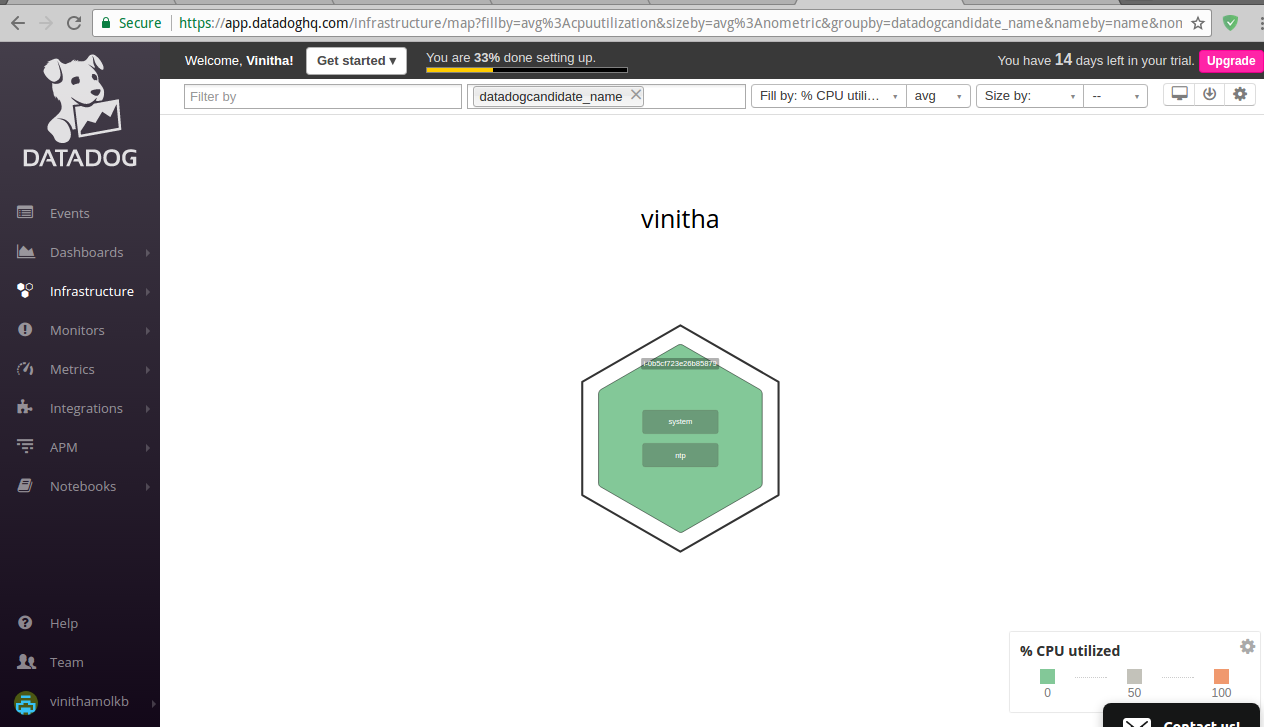 Secure https://app.datadoghq.com/infrastructure/map?fillby=avg%3Acpuutilization&sizeby=avg%3Anometric&groupby=datadogcandidate_name&nameby=name&non
DATADOG
Welcome, Vinitha! Get started ▾ You are 33% done setting up. You have 14 days left in your trial. Upgrade
Filter by datadogcandidate_name Fill by: % CPU utili... avg Size by: --
Events
Dashboards
Infrastructure
Monitors
Metrics
Integrations
APM
Notebooks
Help
Team
vinithamolkb
vinitha
system
ntp
% CPU utilized
0 50 100
Contact us!